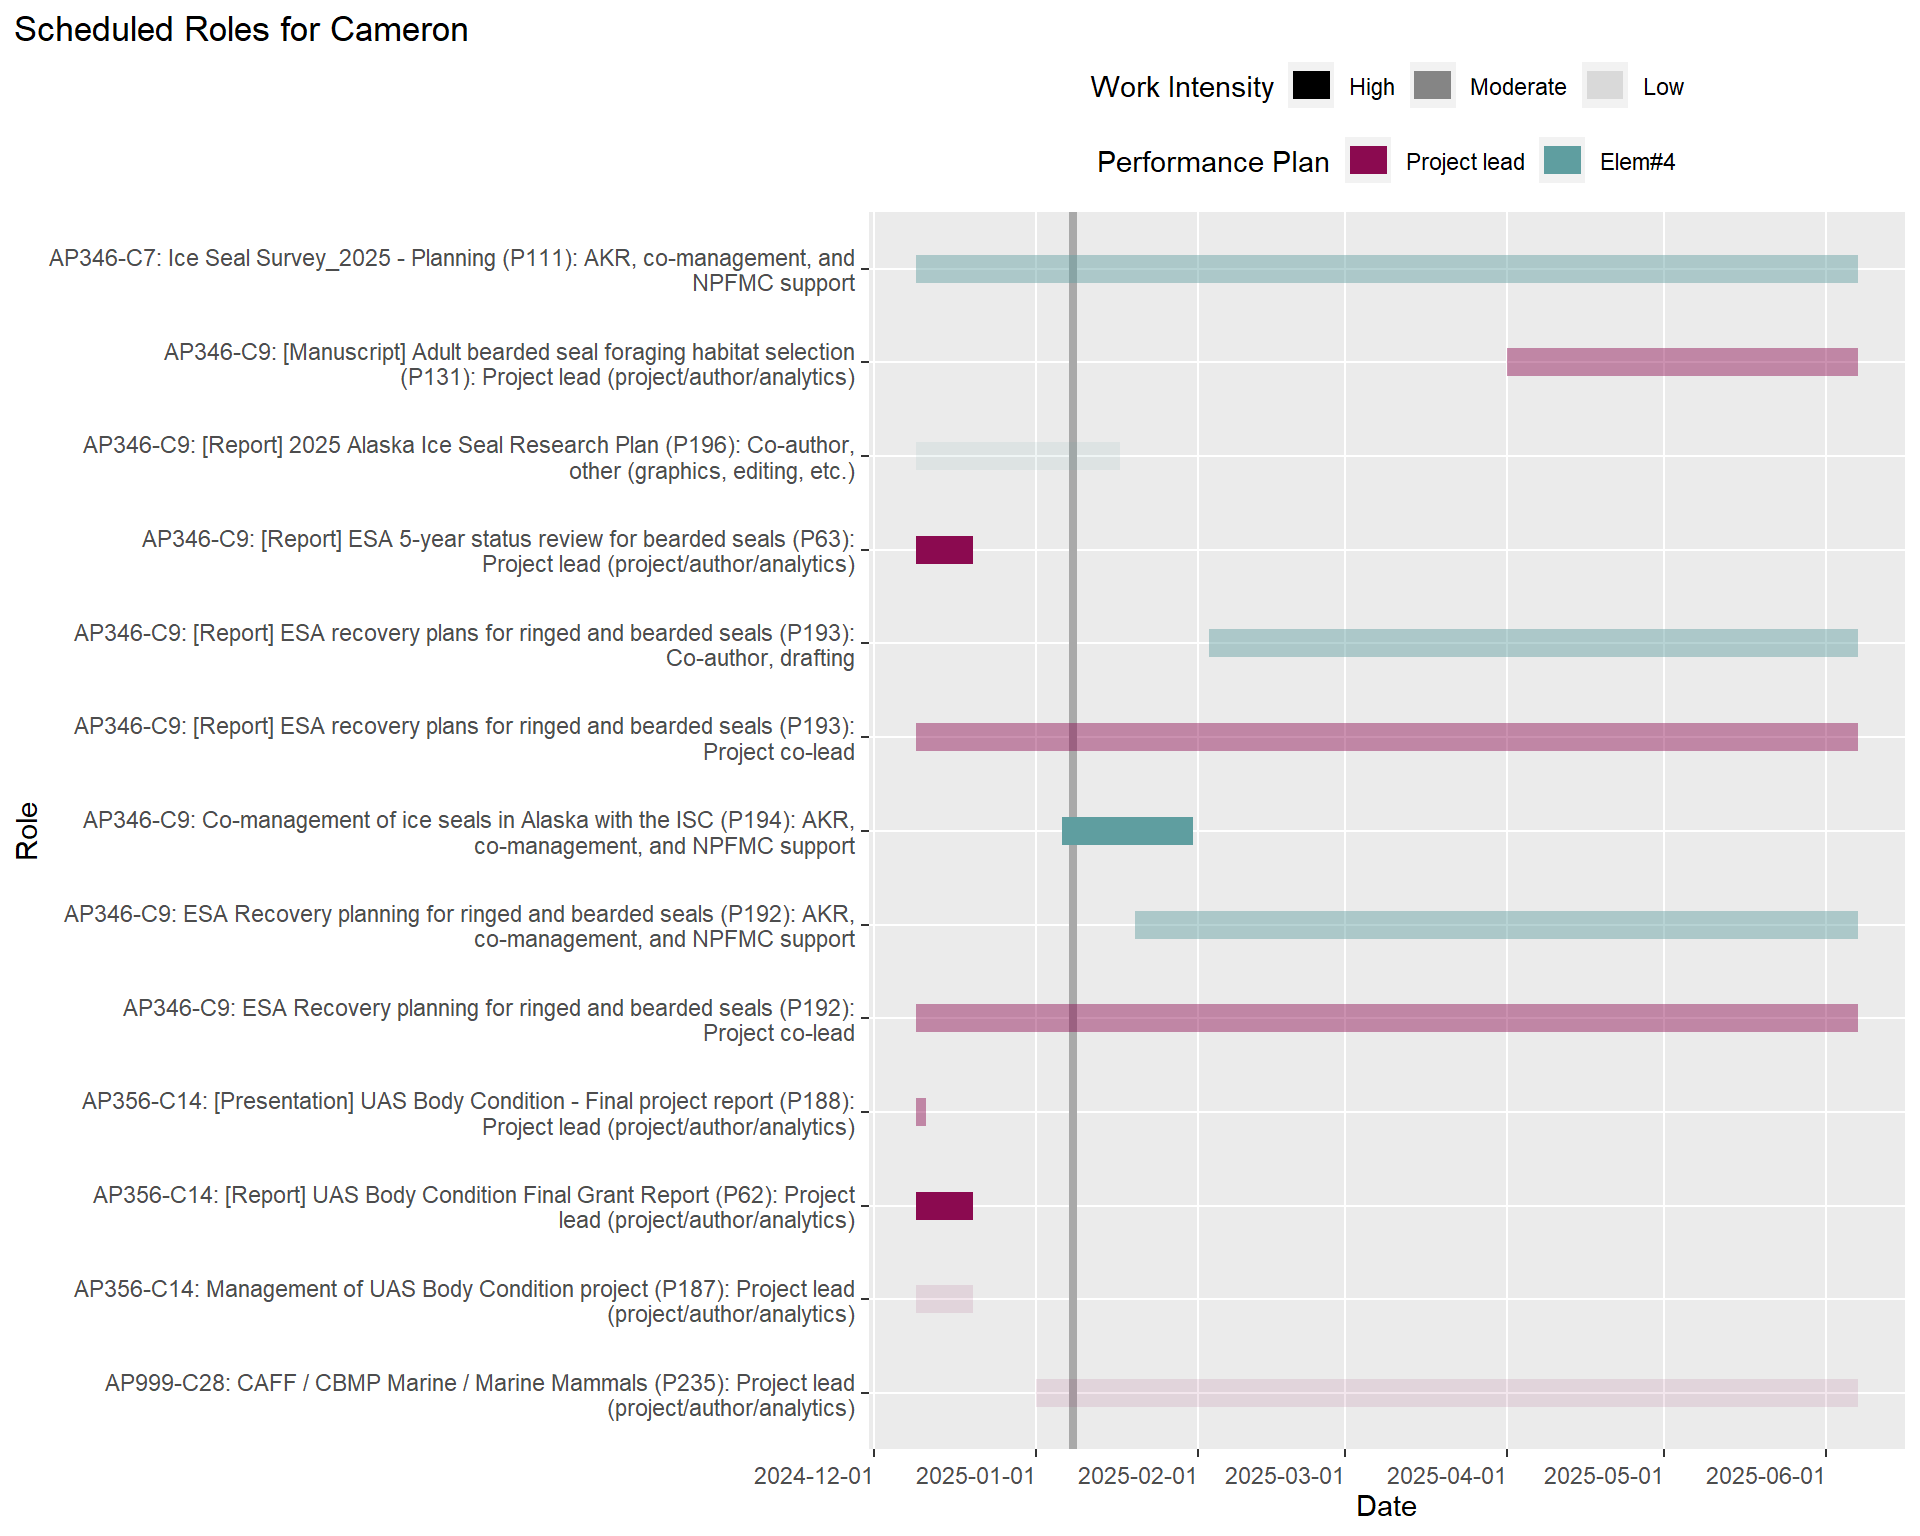 Scheduled Roles for Cameron
Work Intensity High Moderate Low
Performance Plan Project lead Elem#4
AP346-C7: Ice Seal Survey_2025 - Planning (P111): AKR, co-management, and
NPFMC support
AP346-C9: [Manuscript] Adult bearded seal foraging habitat selection
(P131): Project lead (project/author/analytics)
AP346-C9: [Report] 2025 Alaska Ice Seal Research Plan (P196): Co-author,
other (graphics, editing, etc.)
AP346-C9: [Report] ESA 5-year status review for bearded seals (P63):
Project lead (project/author/analytics)
AP346-C9: [Report] ESA recovery plans for ringed and bearded seals (P193):
Co-author, drafting
AP346-C9: [Report] ESA recovery plans for ringed and bearded seals (P193):
Project co-lead
AP346-C9: Co-management of ice seals in Alaska with the ISC (P194): AKR,
co-management, and NPFMC support
AP346-C9: ESA Recovery planning for ringed and bearded seals (P192): AKR,
co-management, and NPFMC support
AP346-C9: ESA Recovery planning for ringed and bearded seals (P192):
Project co-lead
AP356-C14: [Presentation] UAS Body Condition - Final project report (P188):
Project lead (project/author/analytics)
AP356-C14: [Report] UAS Body Condition Final Grant Report (P62): Project
lead (project/author/analytics)
AP356-C14: Management of UAS Body Condition project (P187): Project lead
(project/author/analytics)
AP999-C28: CAFF / CBMP Marine / Marine Mammals (P235): Project lead
(project/author/analytics)
Role
2024-12-01 2025-01-01 2025-02-01 2025-03-01 2025-04-01 2025-05-01 2025-06-01
Date